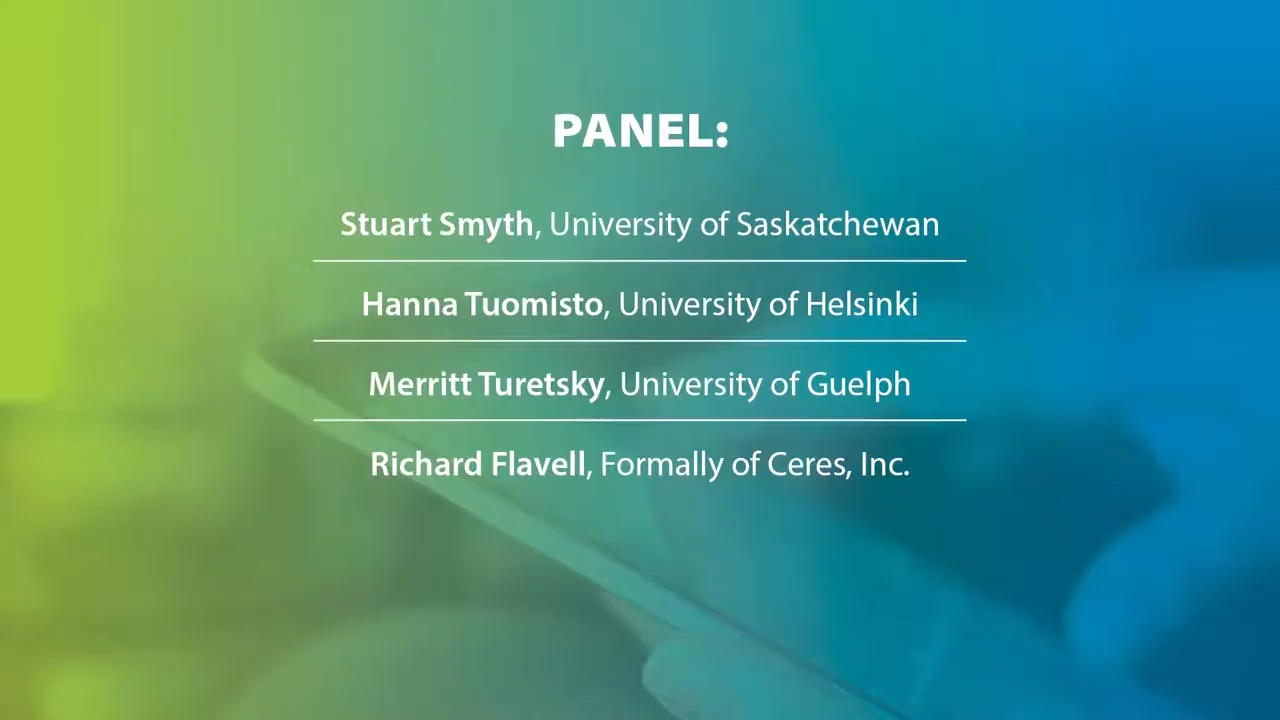 PANEL:
Stuart Smyth, University of Saskatchewan
Hanna Tuomisto, University of Helsinki
Merritt Turetsky, University of Guelph
Richard Flavell, Formally of Ceres, Inc.